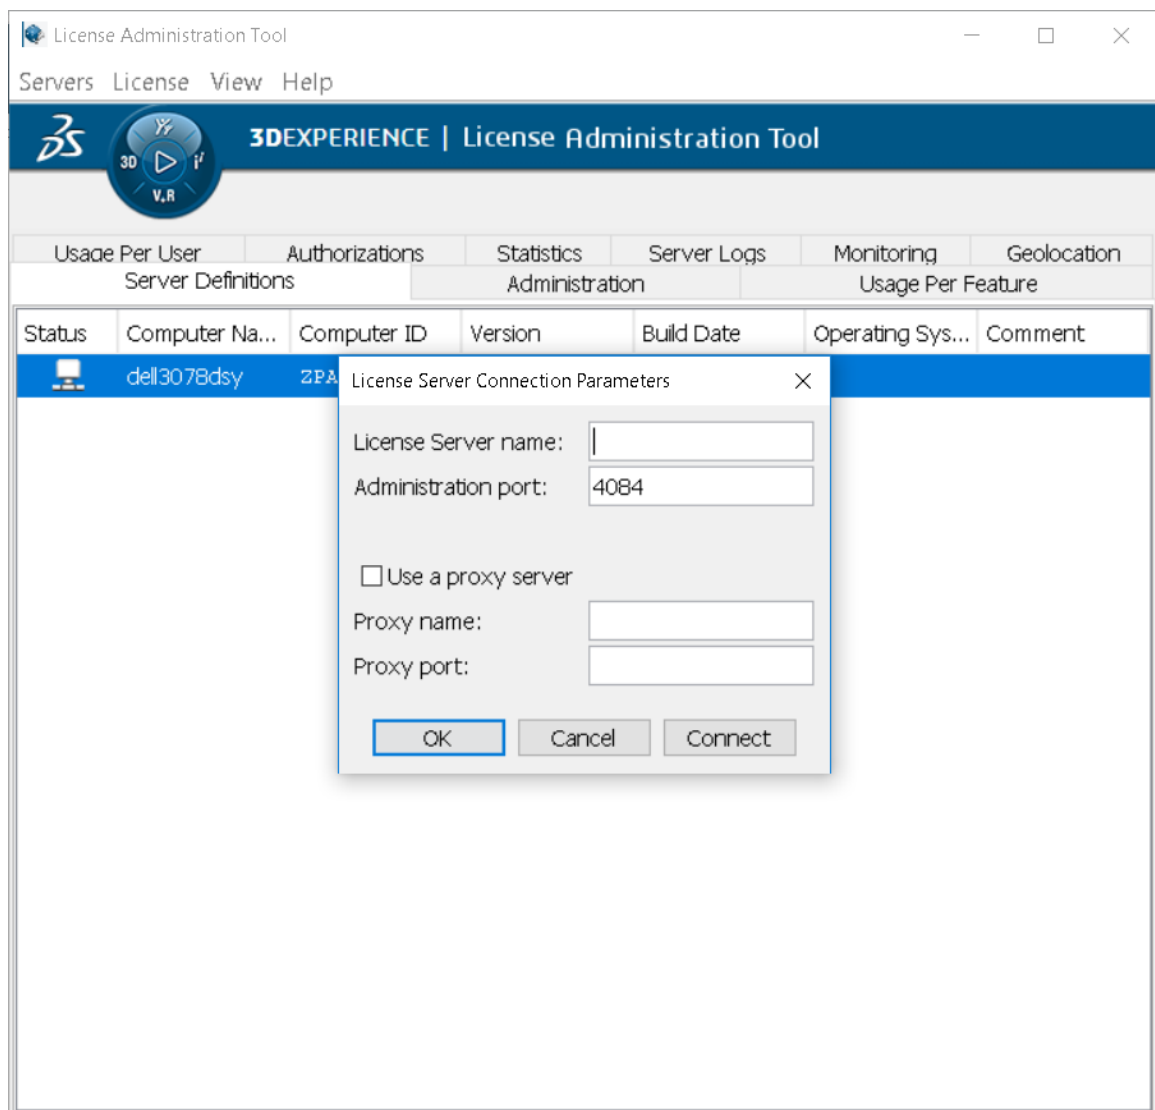 License Administration Tool
Servers License View Help
3DS
3D i² V.R
3DEXPERIENCE | License Administration Tool
Usage Per User Authorizations Statistics Server Logs Monitoring Geolocation
Server Definitions Administration Usage Per Feature
Status Computer Na... Computer ID Version Build Date Operating Sys... Comment
dell3078dsy ZPA
License Server Connection Parameters
License Server name:
Administration port: 4084
Use a proxy server
Proxy name:
Proxy port:
OK Cancel Connect